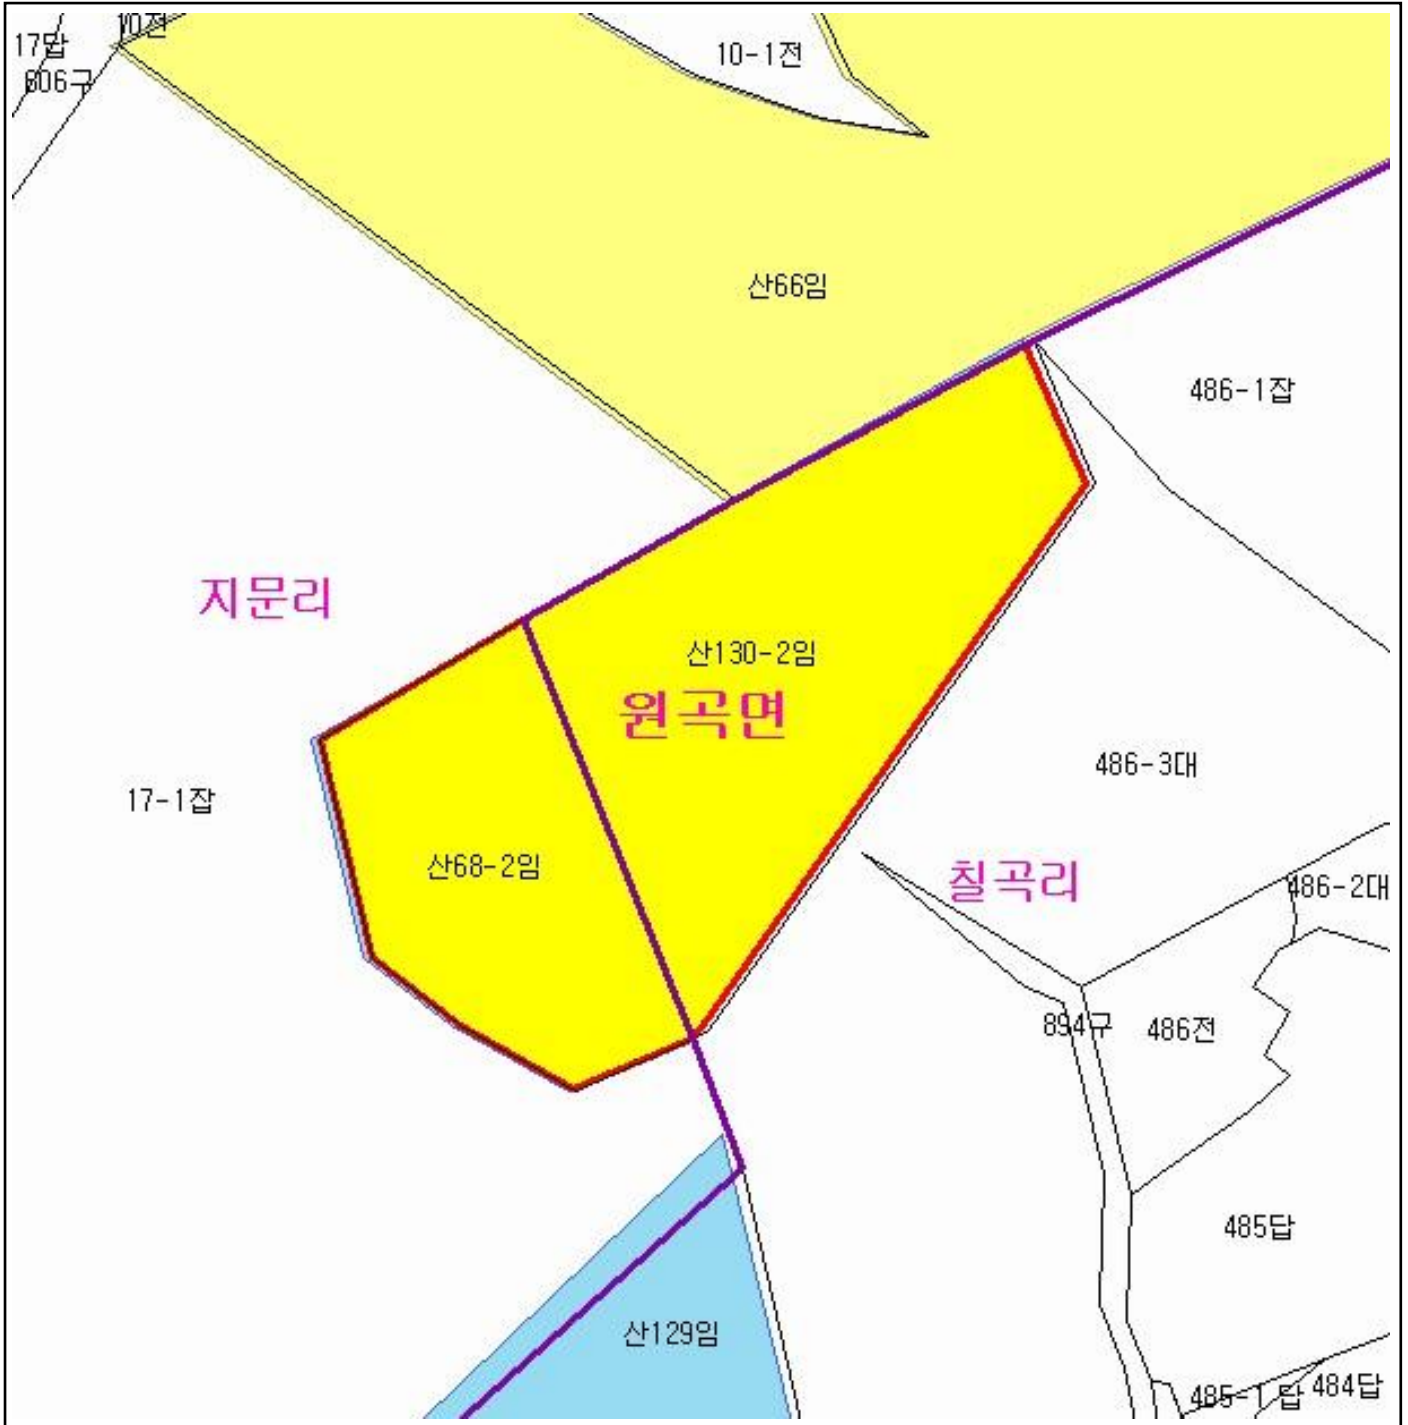 10전
17답
606구
10-1전
산66임
486-1잡
지문리
산130-2임
원곡면
486-3대
17-1잡
산68-2임
칠곡리
486-2대
894구
486전
485답
산129임
484답
485-1답